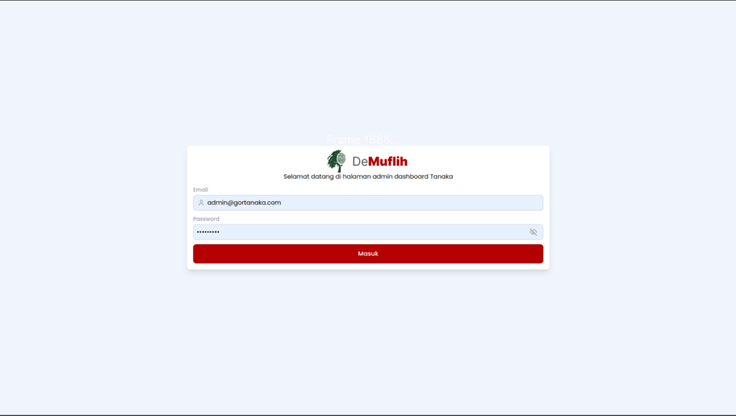 DeMuflih
Selamat datang di halaman admin dashboard Tanaka
Email
admin@gortanaka.com
Password
•••••••••
Masuk